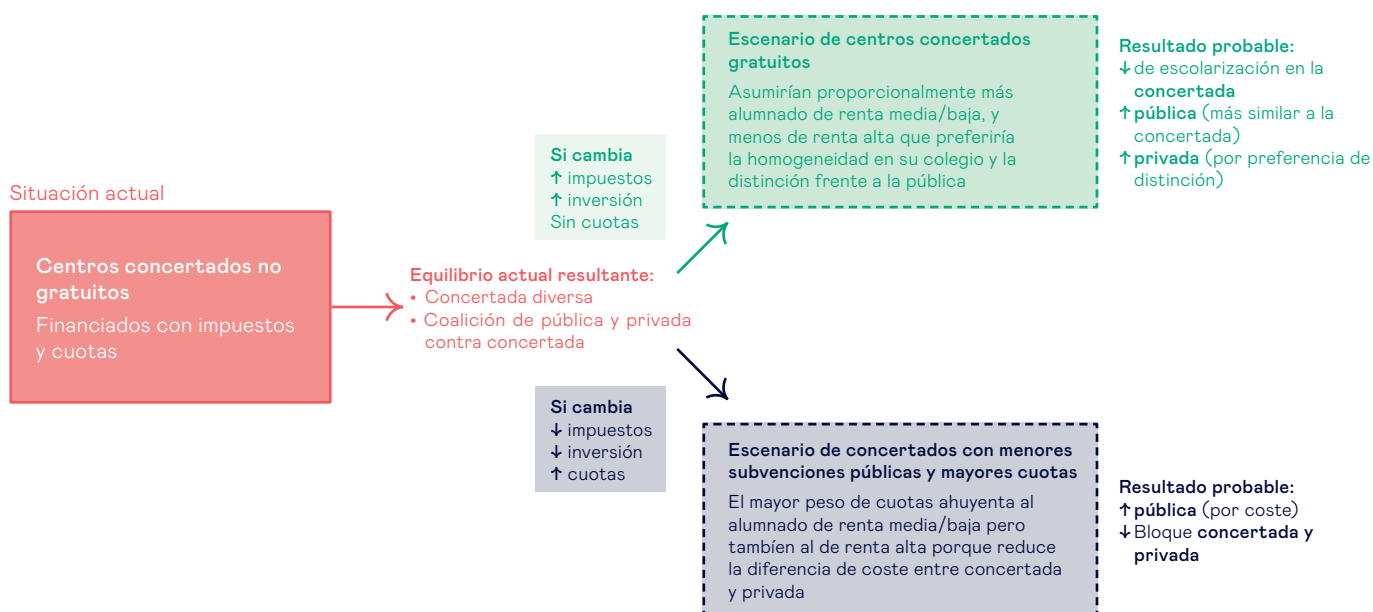 Situación actual
Centros concertados no
gratuitos
Financiados con impuestos
y cuotas
Equilibrio actual resultante:
• Concertada diversa
• Coalición de pública y privada
contra concertada
Si cambia
↑ impuestos
↑ inversión
Sin cuotas
Escenario de centros concertados
gratuitos
Asumirían proporcionalmente más
alumnado de renta media/baja, y
menos de renta alta que preferiría
la homogeneidad en su colegio y la
distinción frente a la pública
Resultado probable:
↓ de escolarización en la
concertada
↑ pública (más similar a la
concertada)
↑ privada (por preferencia de
distinción)
Si cambia
↓ impuestos
↓ inversión
↑ cuotas
Escenario de concertados con menores
subvenciones públicas y mayores cuotas
El mayor peso de cuotas ahuyenta al
alumnado de renta media/baja pero
tambíen al de renta alta porque reduce
la diferencia de coste entre concertada
y privada
Resultado probable:
↑ pública (por coste)
↓ Bloque concertada y
privada